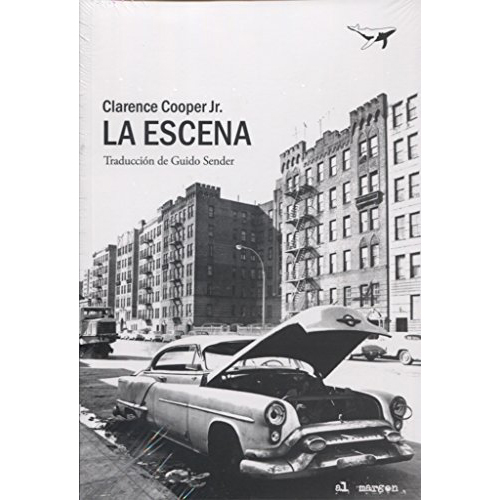 Clarence Cooper Jr.
LA ESCENA
Traducción de Guido Sender
al margen